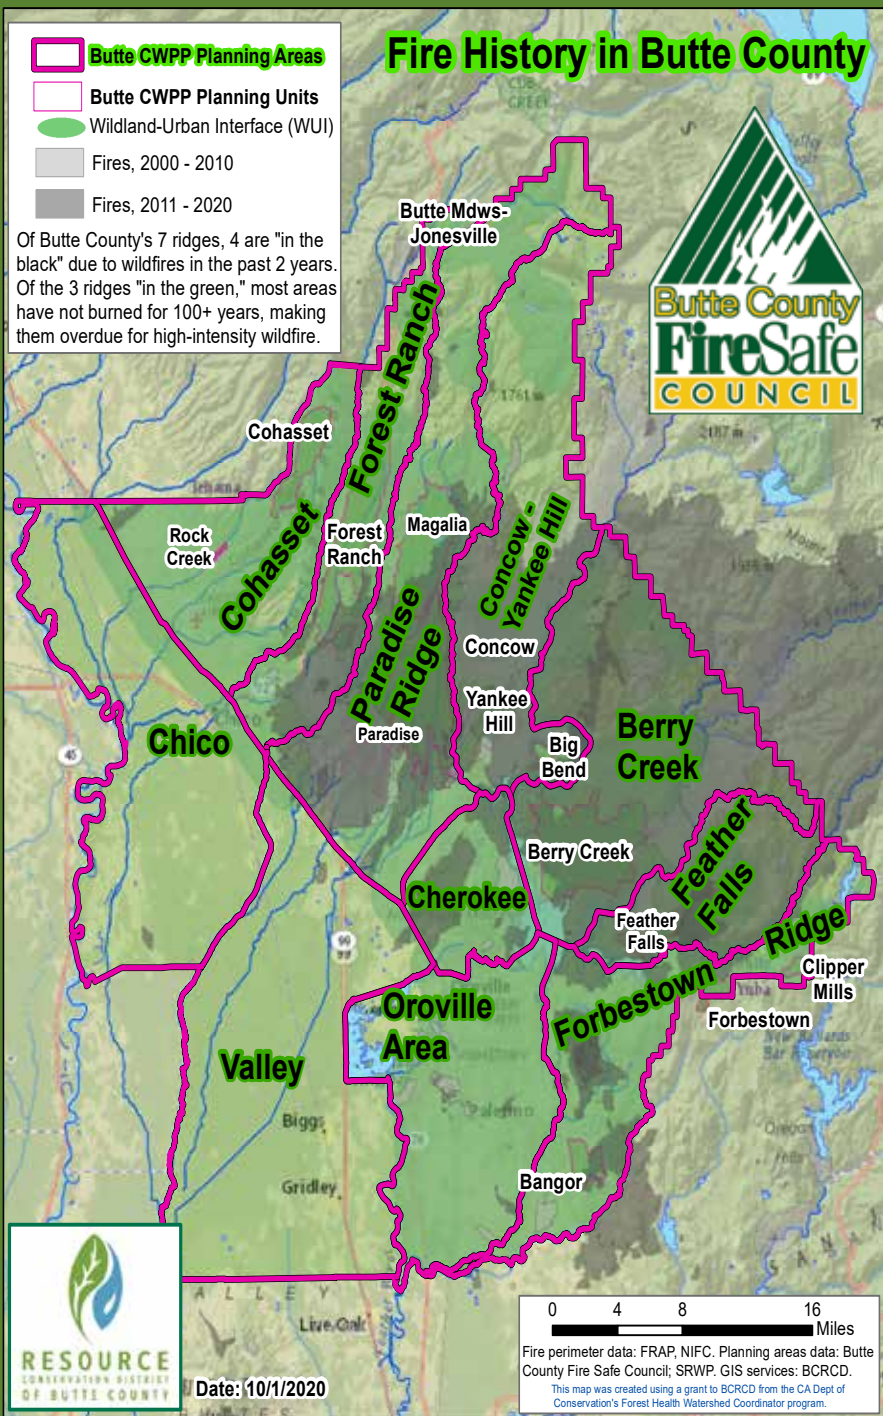 Fire History in Butte County
Butte CWPP Planning Areas
Butte CWPP Planning Units
Wildland-Urban Interface (WUI)
Fires, 2000 - 2010
Fires, 2011 - 2020
Of Butte County's 7 ridges, 4 are "in the
black" due to wildfires in the past 2 years.
Of the 3 ridges "in the green," most areas
have not burned for 100+ years, making
them overdue for high-intensity wildfire.
Butte County
FireSafe
COUNCIL
Butte Mdws-
Jonesville
Forest Ranch
1761 m
2187 m
Cohasset
Tehama
Rock
Creek
Cohasset
Forest
Ranch
Magalia
Concow -
Yankee Hill
Paradise
Ridge
Concow
Yankee
Hill
Paradise
Big
Bend
Berry
Creek
Chico
45
Berry Creek
Feather
Falls
Cherokee
Feather
Falls
99
Forbestown Ridge
Clipper
Mills
Forbestown
Oroville
Area
Valley
Palermo
Biggs
Gridley
Bangor
VALLEY
Live Oak
RESOURCE
CONSERVATION DISTRICT
OF BUTTE COUNTY
Date: 10/1/2020
0 4 8 16
Miles
Fire perimeter data: FRAP, NIFC. Planning areas data: Butte
County Fire Safe Council; SRWP. GIS services: BCRCD.
This map was created using a grant to BCRCD from the CA Dept of
Conservation's Forest Health Watershed Coordinator program.